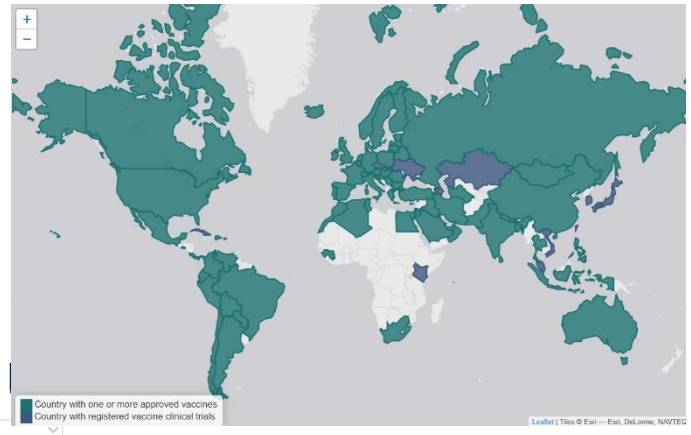 +
−
Country with one or more approved vaccines
Country with registered vaccine clinical trials
Leaflet | Tiles © Esri — Esri, DeLorme, NAVTEQ